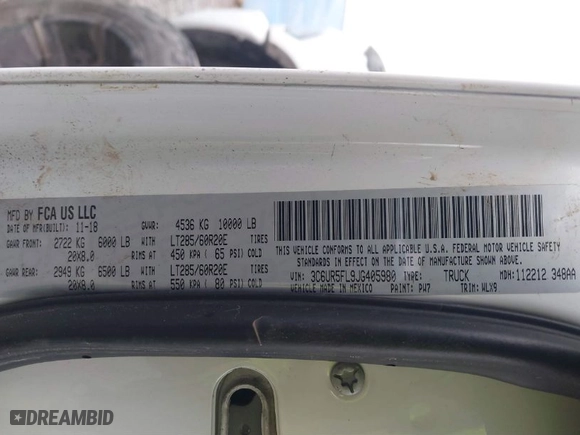 MFD BY FCA US LLC
DATE OF MFR(BUILT): 11-18
GVWR: 4536 KG 10000 LB
GAWR FRONT: 2722 KG 6000 LB WITH LT285/60R20E TIRES
20X8.0 RIMS AT 450 KPA ( 65 PSI) COLD
GAWR REAR: 2949 KG 6500 LB WITH LT285/60R20E TIRES
20X8.0 RIMS AT 550 KPA ( 80 PSI) COLD
THIS VEHICLE CONFORMS TO ALL APPLICABLE U.S.A. FEDERAL MOTOR VEHICLE SAFETY
STANDARDS IN EFFECT ON THE DATE OF MANUFACTURE SHOWN ABOVE.
VIN: 3C6UR5FL9JG405980 TYPE: TRUCK MDH: 112212 348AA
VEHICLE MADE IN MEXICO PAINT: PW7 TRIM: WLX9
DREAMBID